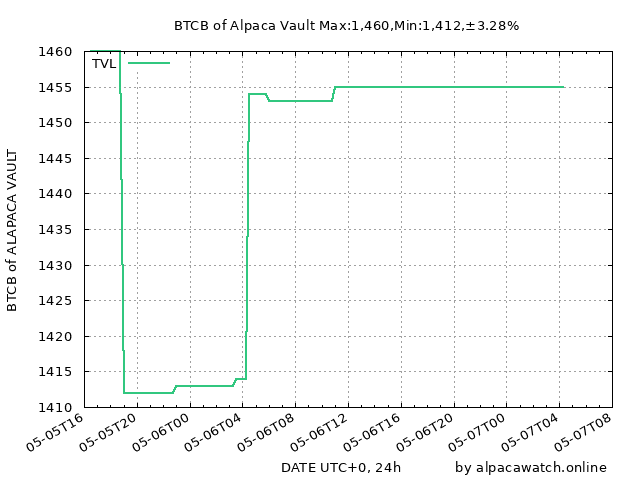 BTCB of Alpaca Vault Max:1,460,Min:1,412,±3.28%
TVL
BTCB of ALAPACA VAULT
1460
1455
1450
1445
1440
1435
1430
1425
1420
1415
1410
05-05T16
05-05T20
05-06T00
05-06T04
05-06T08
05-06T12
05-06T16
05-06T20
05-07T00
05-07T04
05-07T08
DATE UTC+0, 24h
by alpacawatch.online